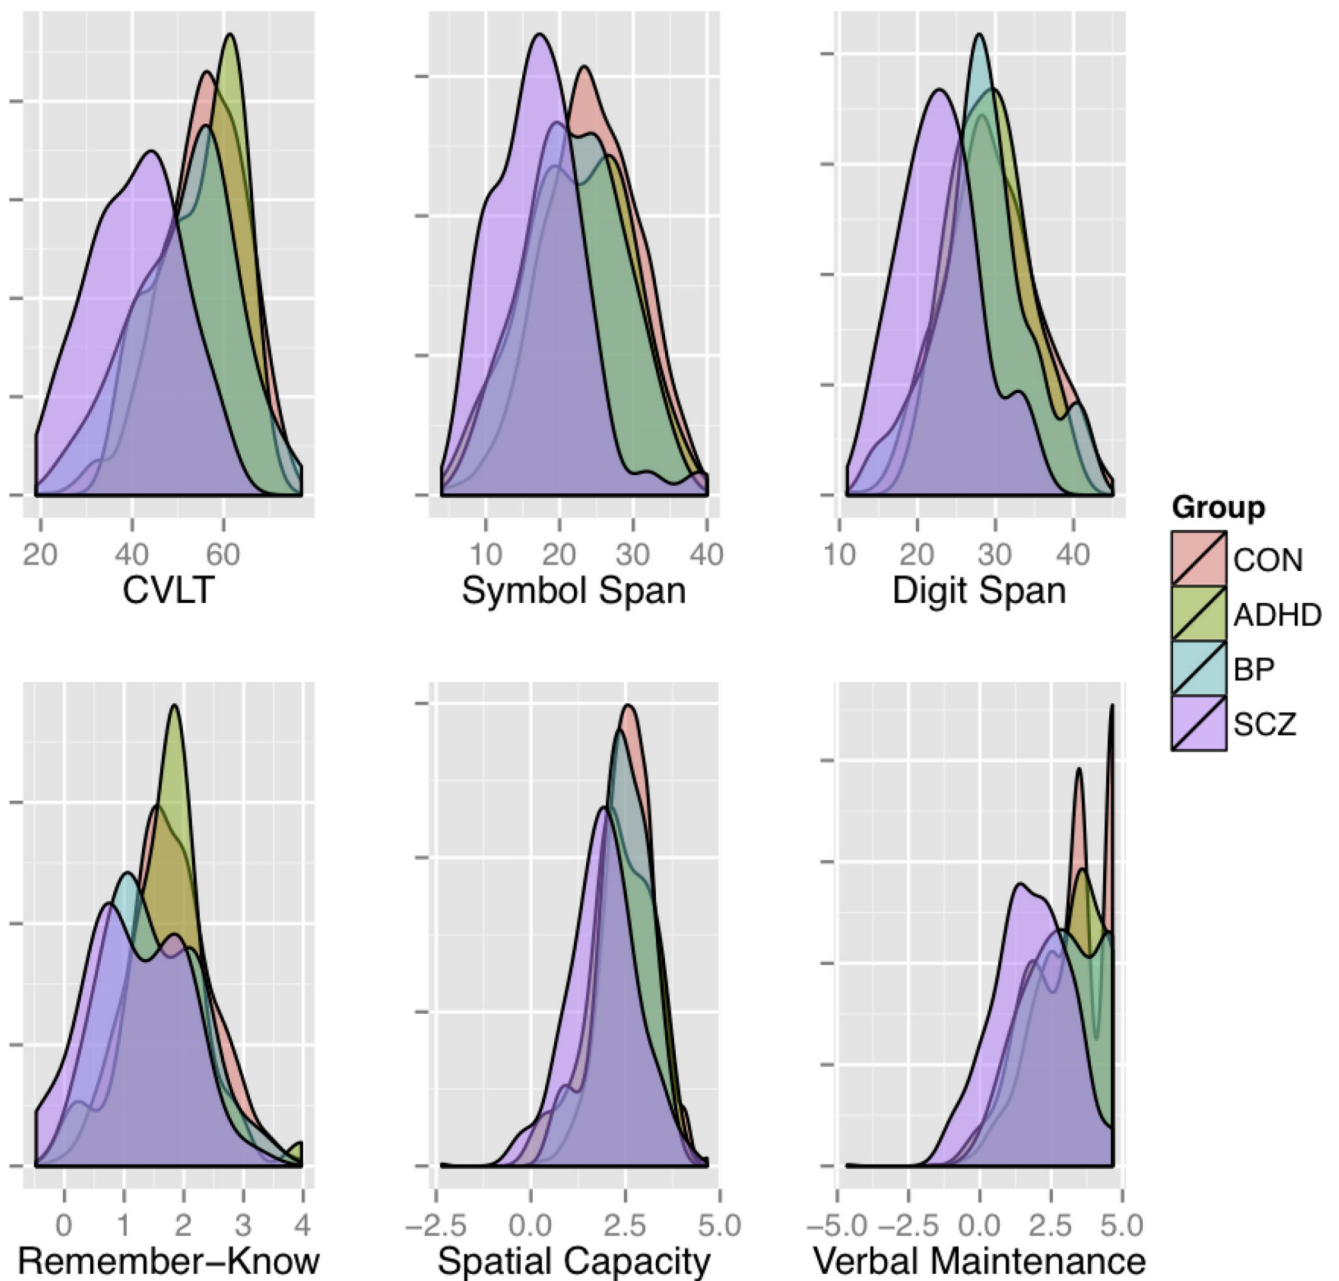 20 40 60
CVLT
10 20 30 40
Symbol Span
10 20 30 40
Digit Span
Group
CON
ADHD
BP
SCZ
0 1 2 3 4
Remember−Know
−2.5 0.0 2.5 5.0
Spatial Capacity
−5.0 −2.5 0.0 2.5 5.0
Verbal Maintenance